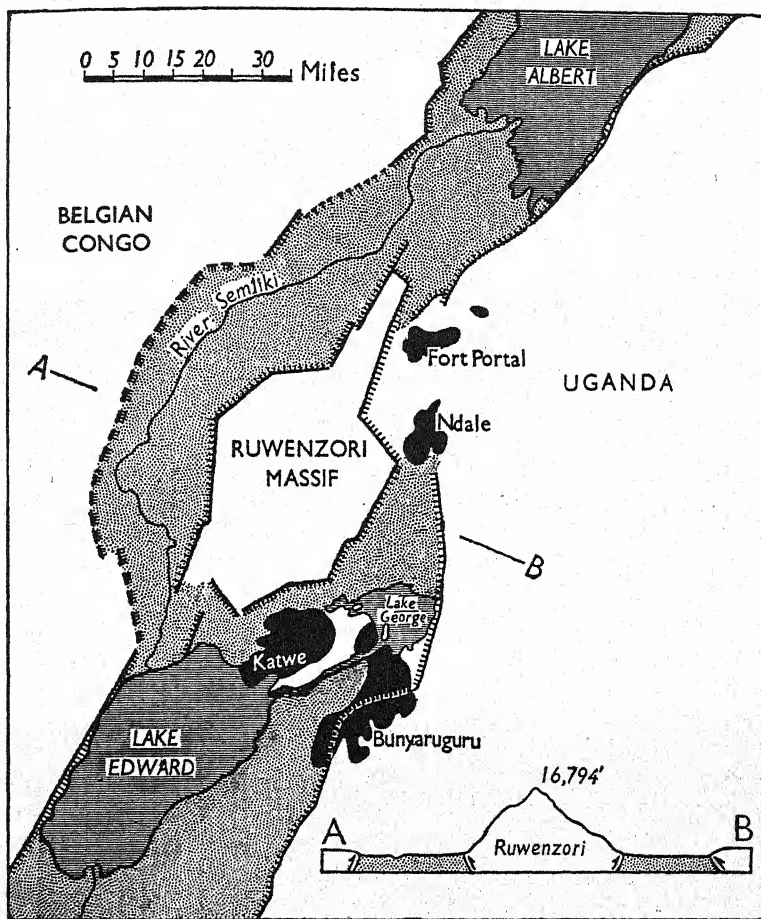 0 5 10 15 20 30 Miles
LAKE
ALBERT
BELGIAN
CONGO
River Semliki
A
Fort Portal
UGANDA
Ndale
RUWENZORI
MASSIF
B
Lake
George
Katwe
LAKE
EDWARD
Bunyaruguru
16,794'
A
B
Ruwenzori